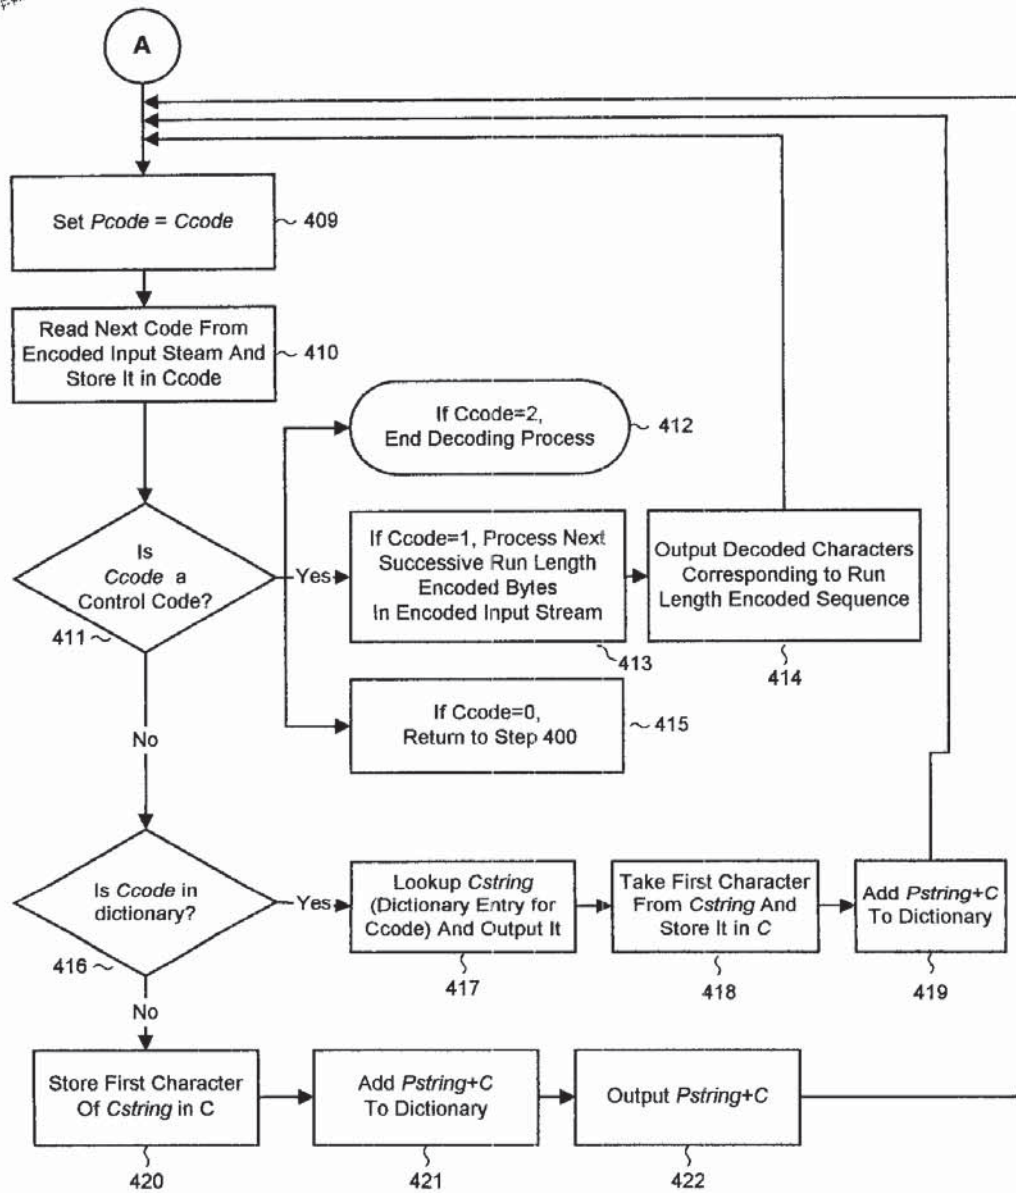 A
Set Pcode = Ccode
409
Read Next Code From
Encoded Input Steam And
Store It in Ccode
410
If Ccode=2,
End Decoding Process
412
Is
Ccode a
Control Code?
411
Yes
If Ccode=1, Process Next
Successive Run Length
Encoded Bytes
In Encoded Input Stream
413
Output Decoded Characters
Corresponding to Run
Length Encoded Sequence
414
If Ccode=0,
Return to Step 400
415
No
Is Ccode in
dictionary?
416
Yes
Lookup Cstring
(Dictionary Entry for
Ccode) And Output It
417
Take First Character
From Cstring And
Store It in C
418
Add Pstring+C
To Dictionary
419
No
Store First Character
Of Cstring in C
420
Add Pstring+C
To Dictionary
421
Output Pstring+C
422